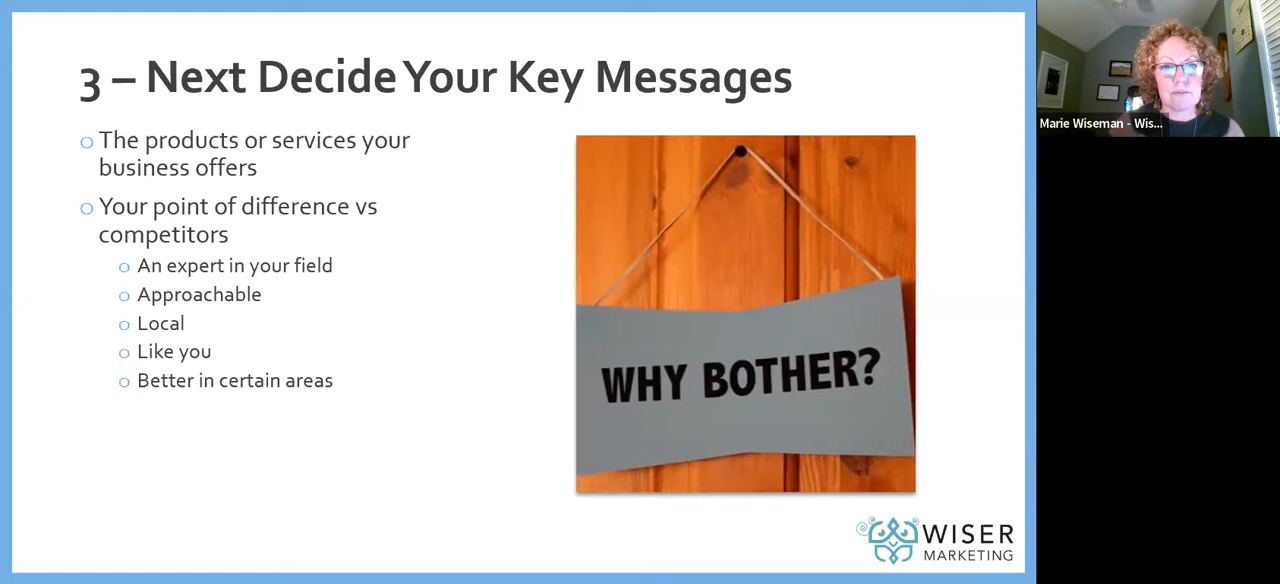 3 – Next Decide Your Key Messages
The products or services your
business offers
Your point of difference vs
competitors
An expert in your field
Approachable
Local
Like you
Better in certain areas
WHY BOTHER?
WISER
MARKETING
Marie Wiseman - Wis...